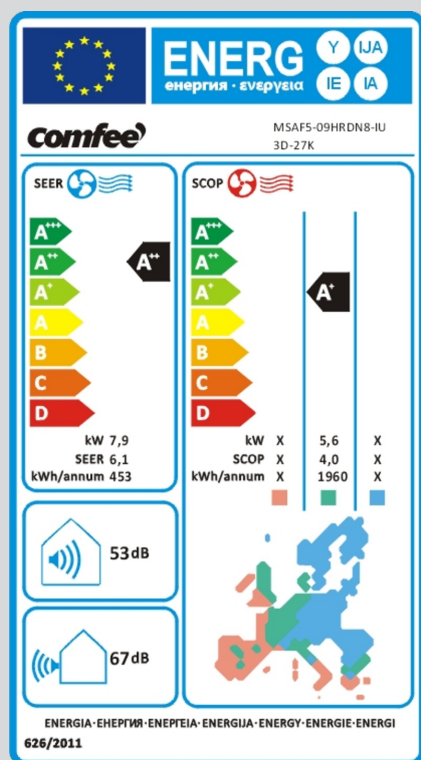 ENERG
енергия · ενεργεια
Y
IJA
IE
IA
comfee'
MSAF5-09HRDN8-IU
3D-27K
SEER
A+++
A++
A+
A
B
C
D
A++
kW 7,9
SEER 6,1
kWh/annum 453
SCOP
A+++
A++
A+
A
B
C
D
A+
kW X 5,6 X
SCOP X 4,0 X
kWh/annum X 1960 X
53dB
67dB
ENERGIA·ЕНЕРГИЯ·ΕΝΕΡΓΕΙΑ·ENERGIJA·ENERGY·ENERGIE·ENERGI
626/2011